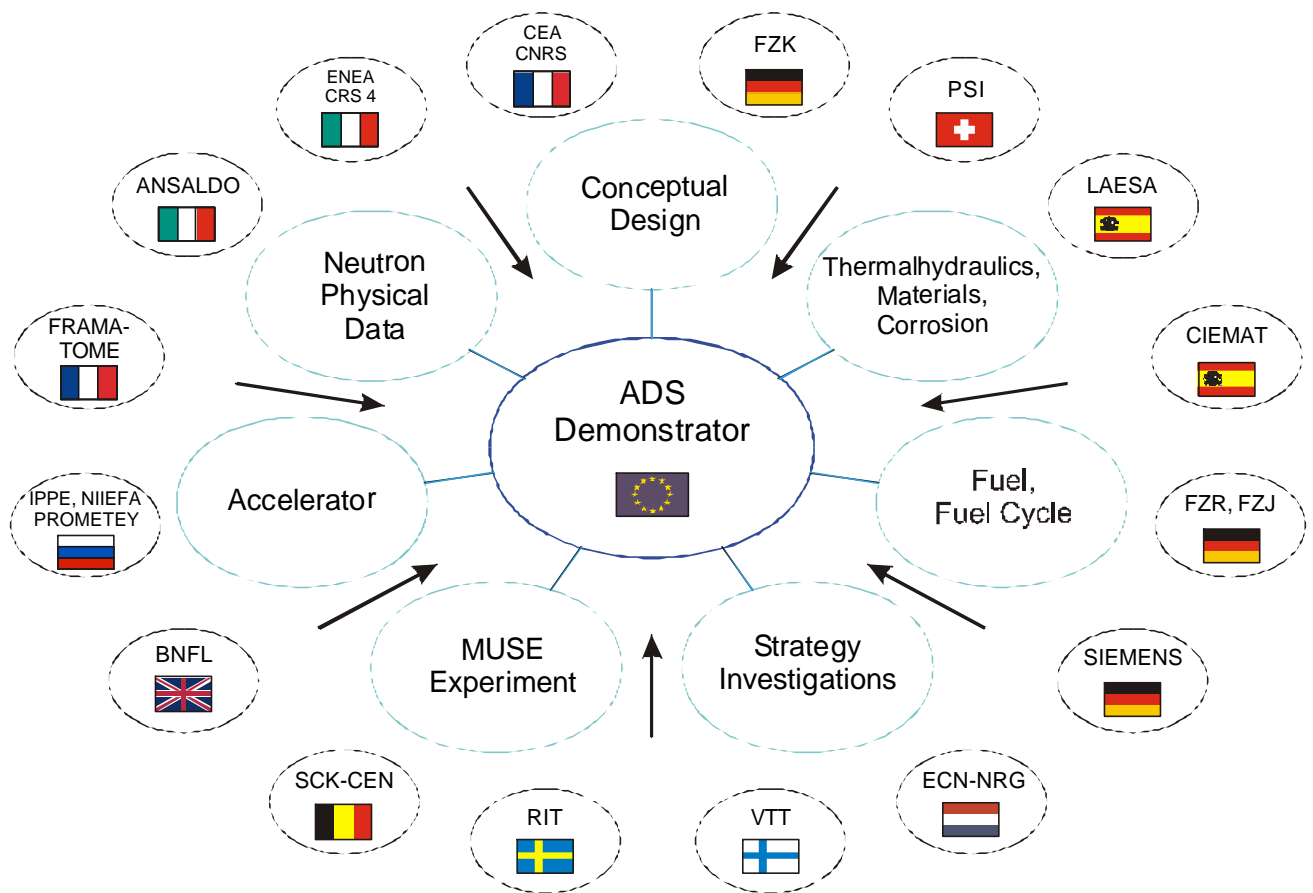 CEA
CNRS
FZK
ENEA
CRS 4
PSI
ANSALDO
LAESA
Conceptual
Design
Neutron
Physical
Data
Thermalhydraulics,
Materials,
Corrosion
FRAMA-
TOME
CIEMAT
ADS
Demonstrator
Accelerator
Fuel,
Fuel Cycle
IPPE, NIIEFA
PROMETEY
FZR, FZJ
MUSE
Experiment
Strategy
Investigations
BNFL
SIEMENS
SCK-CEN
ECN-NRG
RIT
VTT